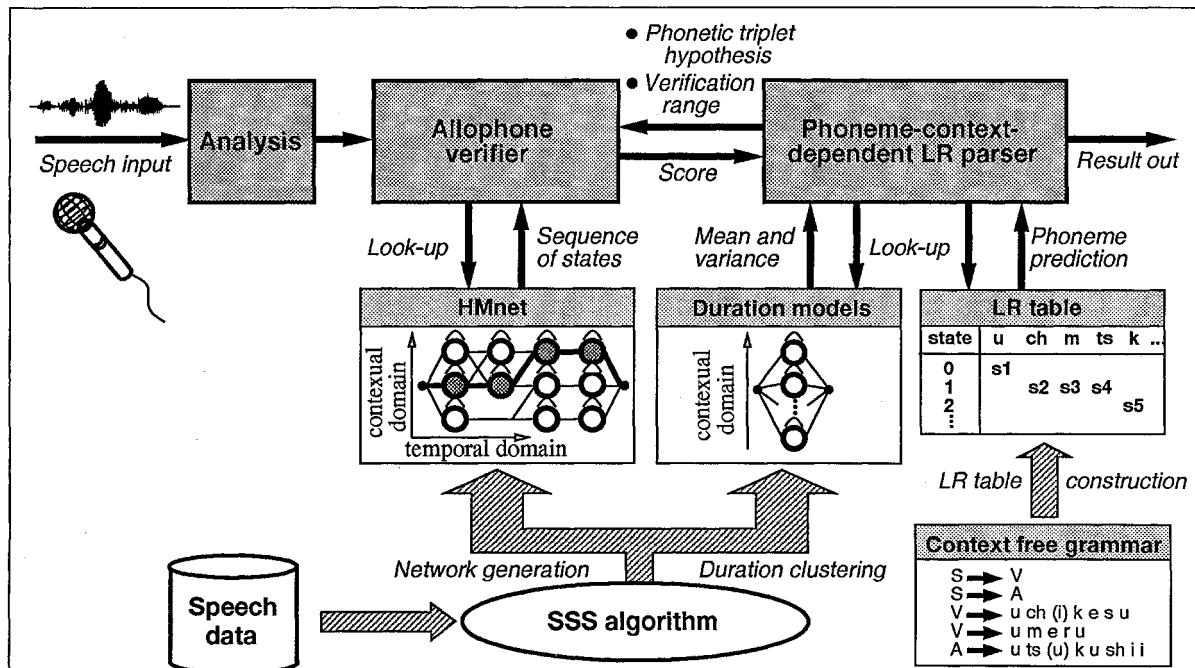 • Phonetic triplet
hypothesis
• Verification
range
Speech input
Analysis
Allophone
verifier
Score
Phoneme-context-
dependent LR parser
Result out
Look-up
Sequence
of states
Mean and
variance
Look-up
Phoneme
prediction
HMnet
contexual
domain
temporal domain
Duration models
contexual
domain
LR table
state u ch m ts k ...
0 s1
1 s2 s3 s4
2 s5
LR table construction
Network generation
Duration clustering
Speech
data
SSS algorithm
Context free grammar
S → V
S → A
V → u ch (i) k e s u
V → u m e r u
A → u ts (u) k u sh i i